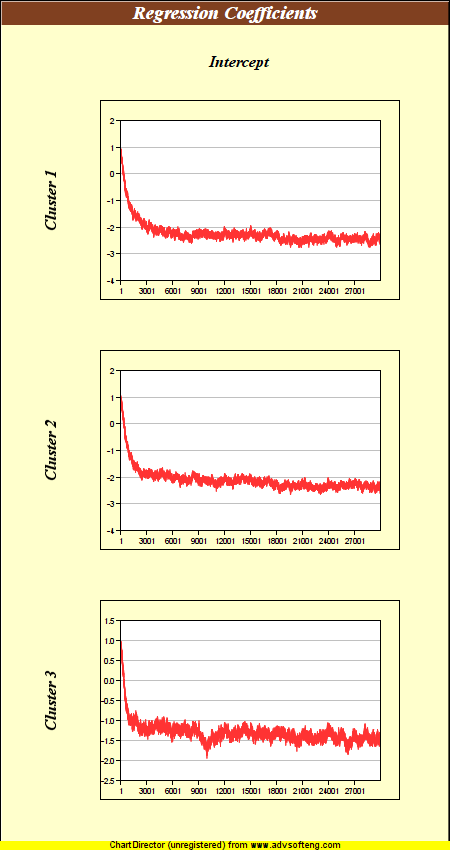 Regression Coefficients
Intercept
Cluster 1
2
1
0
-1
-2
-3
-4
1 3001 6001 9001 12001 15001 18001 21001 24001 27001
Cluster 2
2
1
0
-1
-2
-3
-4
1 3001 6001 9001 12001 15001 18001 21001 24001 27001
Cluster 3
1.5
1.0
0.5
0.0
-0.5
-1.0
-1.5
-2.0
-2.5
1 3001 6001 9001 12001 15001 18001 21001 24001 27001
ChartDirector (unregistered) from www.advsofteng.com